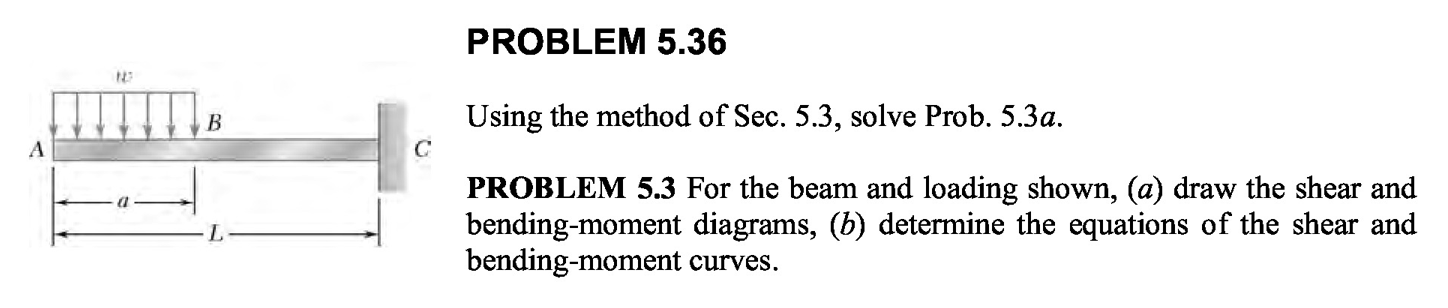 PROBLEM 5.36
w
Using the method of Sec. 5.3, solve Prob. 5.3a.
B
A
C
PROBLEM 5.3 For the beam and loading shown, (a) draw the shear and
a
bending-moment diagrams, (b) determine the equations of the shear and
L
bending-moment curves.